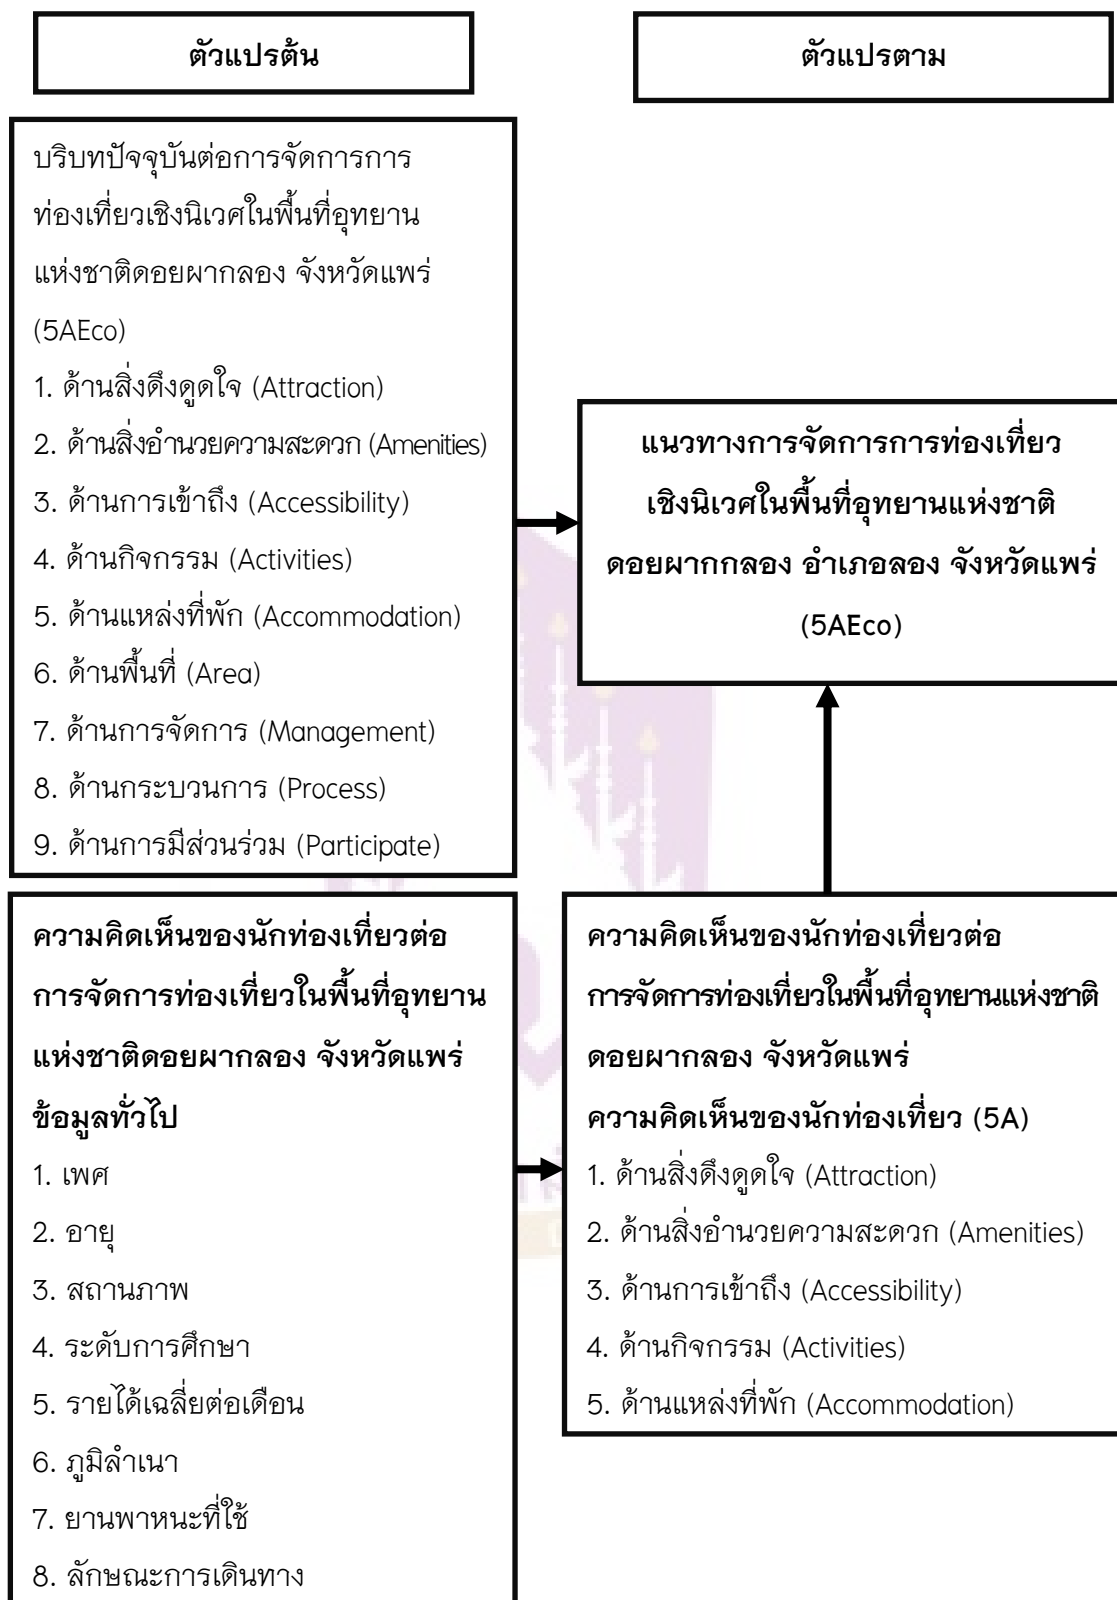 ตัวแปรต้น
ตัวแปรตาม
บริบทปัจจุบันต่อการจัดการการ
ท่องเที่ยวเชิงนิเวศในพื้นที่อุทยาน
แห่งชาติดอยผากลอง จังหวัดแพร่
(5AEco)
1. ด้านสิ่งดึงดูดใจ (Attraction)
2. ด้านสิ่งอำนวยความสะดวก (Amenities)
3. ด้านการเข้าถึง (Accessibility)
4. ด้านกิจกรรม (Activities)
5. ด้านแหล่งที่พัก (Accommodation)
6. ด้านพื้นที่ (Area)
7. ด้านการจัดการ (Management)
8. ด้านกระบวนการ (Process)
9. ด้านการมีส่วนร่วม (Participate)
แนวทางการจัดการการท่องเที่ยว
เชิงนิเวศในพื้นที่อุทยานแห่งชาติ
ดอยผากกลอง อำเภอลอง จังหวัดแพร่
(5AEco)
ความคิดเห็นของนักท่องเที่ยวต่อ
การจัดการท่องเที่ยวในพื้นที่อุทยาน
แห่งชาติดอยผากลอง จังหวัดแพร่
ข้อมูลทั่วไป
1. เพศ
2. อายุ
3. สถานภาพ
4. ระดับการศึกษา
5. รายได้เฉลี่ยต่อเดือน
6. ภูมิลำเนา
7. ยานพาหนะที่ใช้
8. ลักษณะการเดินทาง
ความคิดเห็นของนักท่องเที่ยวต่อ
การจัดการท่องเที่ยวในพื้นที่อุทยานแห่งชาติ
ดอยผากลอง จังหวัดแพร่
ความคิดเห็นของนักท่องเที่ยว (5A)
1. ด้านสิ่งดึงดูดใจ (Attraction)
2. ด้านสิ่งอำนวยความสะดวก (Amenities)
3. ด้านการเข้าถึง (Accessibility)
4. ด้านกิจกรรม (Activities)
5. ด้านแหล่งที่พัก (Accommodation)